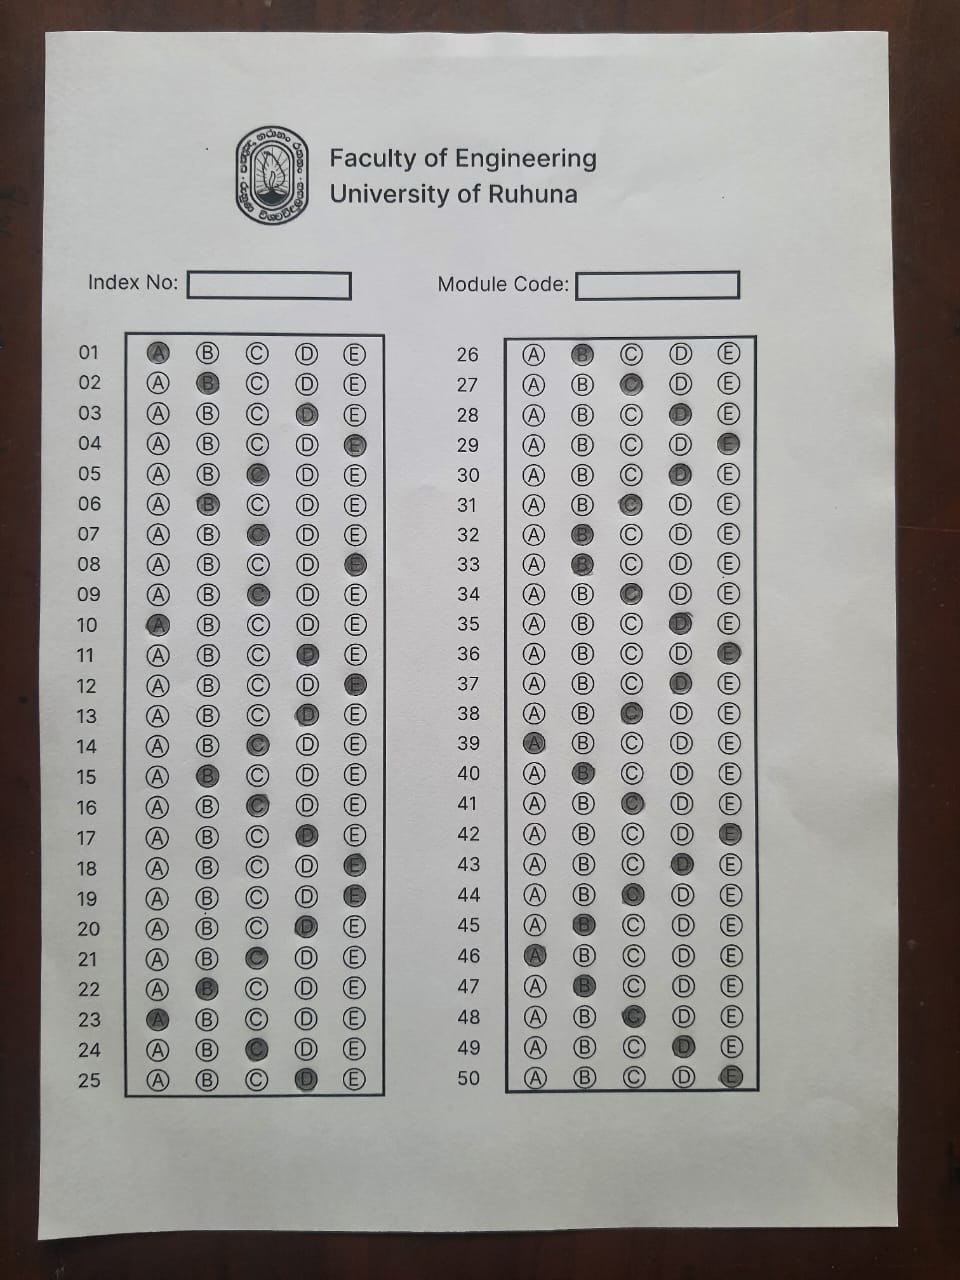 Faculty of Engineering
University of Ruhuna
Index No:
Module Code:
01 A B C D E
02 A B C D E
03 A B C D E
04 A B C D E
05 A B C D E
06 A B C D E
07 A B C D E
08 A B C D E
09 A B C D E
10 A B C D E
11 A B C D E
12 A B C D E
13 A B C D E
14 A B C D E
15 A B C D E
16 A B C D E
17 A B C D E
18 A B C D E
19 A B C D E
20 A B C D E
21 A B C D E
22 A B C D E
23 A B C D E
24 A B C D E
25 A B C D E
26 A B C D E
27 A B C D E
28 A B C D E
29 A B C D E
30 A B C D E
31 A B C D E
32 A B C D E
33 A B C D E
34 A B C D E
35 A B C D E
36 A B C D E
37 A B C D E
38 A B C D E
39 A B C D E
40 A B C D E
41 A B C D E
42 A B C D E
43 A B C D E
44 A B C D E
45 A B C D E
46 A B C D E
47 A B C D E
48 A B C D E
49 A B C D E
50 A B C D E